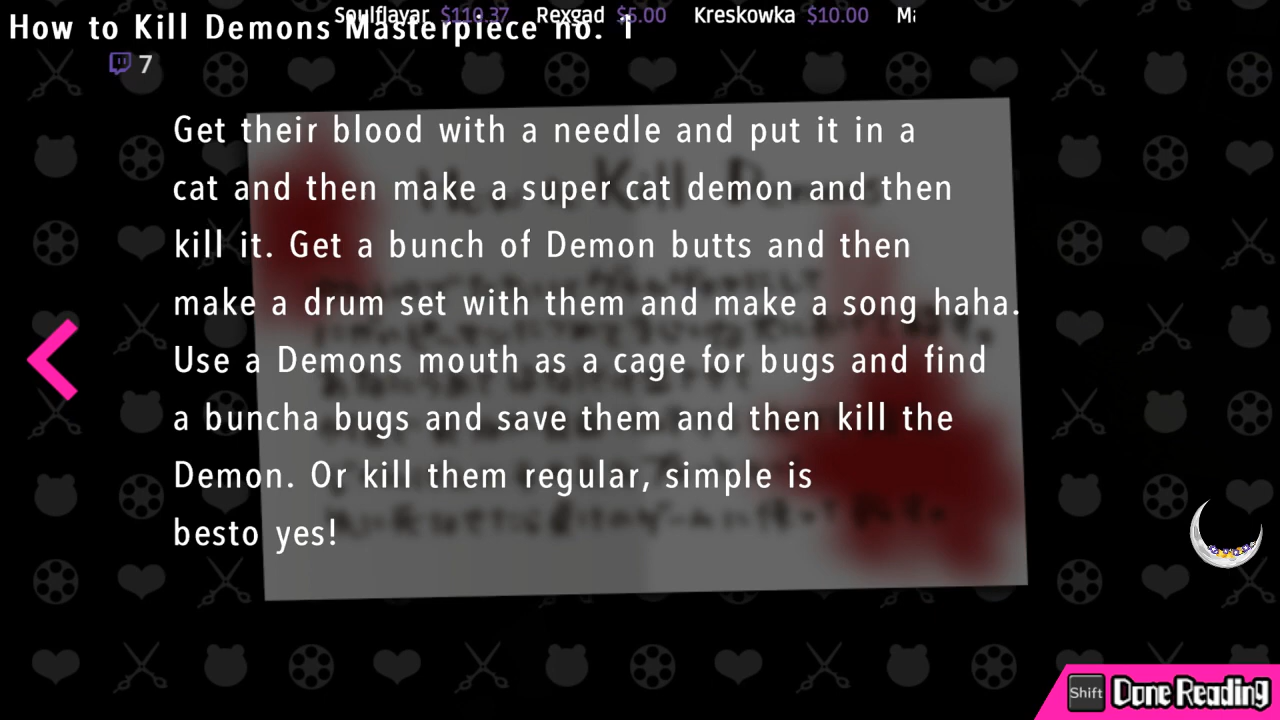 Soulflayar $110.37 Rexgad $5.00 Kreskowka $10.00
How to Kill Demons Masterpiece no. 1
7
Get their blood with a needle and put it in a
cat and then make a super cat demon and then
kill it. Get a bunch of Demon butts and then
make a drum set with them and make a song haha.
Use a Demons mouth as a cage for bugs and find
a buncha bugs and save them and then kill the
Demon. Or kill them regular, simple is
besto yes!
Shift Done Reading